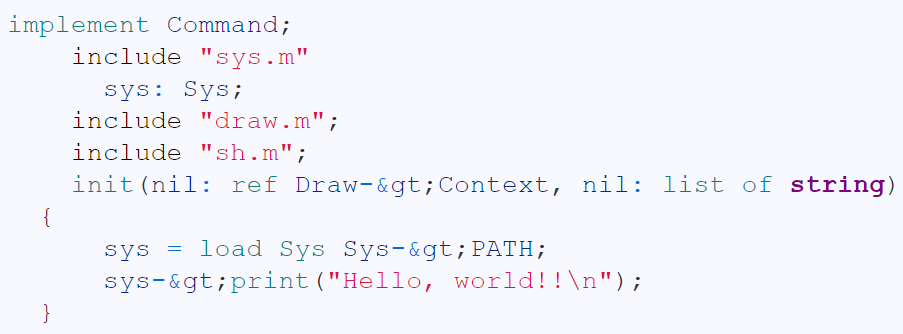 implement Command;
include "sys.m"
sys: Sys;
include "draw.m";
include "sh.m";
init(nil: ref Draw-&gt;Context, nil: list of string)
{
sys = load Sys Sys-&gt;PATH;
sys-&gt;print("Hello, world!!\n");
}